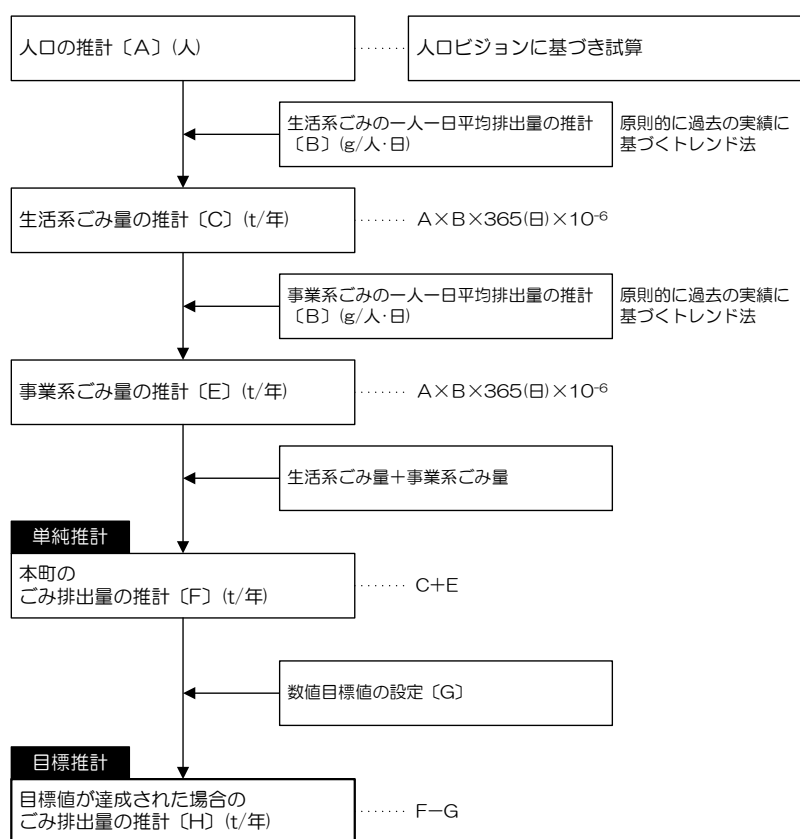 人口の推計〔A〕(人)
人口ビジョンに基づき試算
生活系ごみの一人一日平均排出量の推計
〔B〕(g/人・日)
原則的に過去の実績に
基づくトレンド法
生活系ごみ量の推計〔C〕(t/年)
A×B×365(日)×10⁻⁶
事業系ごみの一人一日平均排出量の推計
〔B〕(g/人・日)
原則的に過去の実績に
基づくトレンド法
事業系ごみ量の推計〔E〕(t/年)
A×B×365(日)×10⁻⁶
生活系ごみ量+事業系ごみ量
単純推計
本町の
ごみ排出量の推計〔F〕(t/年)
C+E
数値目標値の設定〔G〕
目標推計
目標値が達成された場合の
ごみ排出量の推計〔H〕(t/年)
F−G